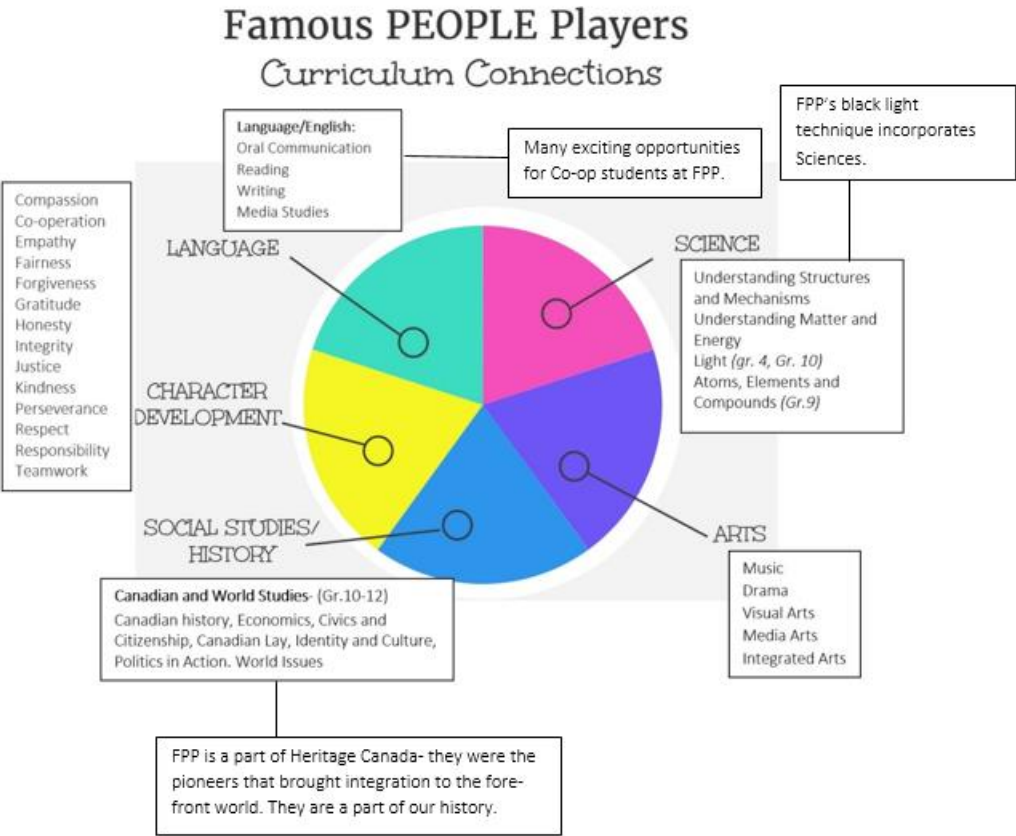 Famous PEOPLE Players
Curriculum Connections
Language/English:
Oral Communication
Reading
Writing
Media Studies
Many exciting opportunities
for Co-op students at FPP.
FPP's black light
technique incorporates
Sciences.
Compassion
Co-operation
Empathy
Fairness
Forgiveness
Gratitude
Honesty
Integrity
Justice
Kindness
Perseverance
Respect
Responsibility
Teamwork
LANGUAGE
SCIENCE
Understanding Structures
and Mechanisms
Understanding Matter and
Energy
Light (gr. 4, Gr. 10)
Atoms, Elements and
Compounds (Gr.9)
CHARACTER
DEVELOPMENT
SOCIAL STUDIES/
HISTORY
ARTS
Music
Drama
Visual Arts
Media Arts
Integrated Arts
Canadian and World Studies- (Gr.10-12)
Canadian history, Economics, Civics and
Citizenship, Canadian Lay, Identity and Culture,
Politics in Action. World Issues
FPP is a part of Heritage Canada- they were the
pioneers that brought integration to the fore-
front world. They are a part of our history.